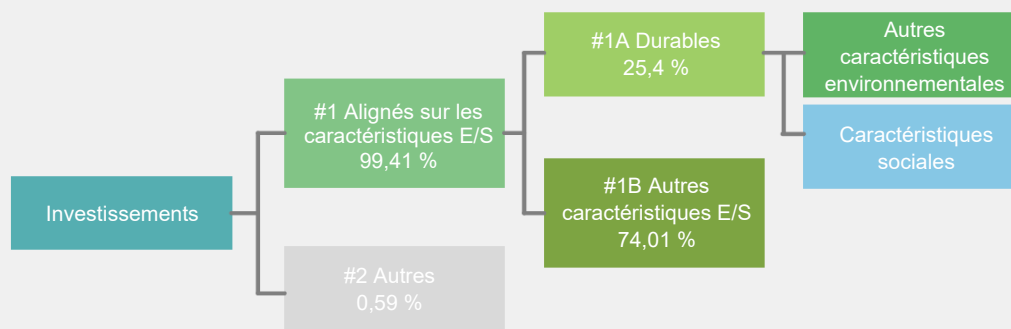 Investissements
#1 Alignés sur les
caractéristiques E/S
99,41 %
#2 Autres
0,59 %
#1A Durables
25,4 %
#1B Autres
caractéristiques E/S
74,01 %
Autres
caractéristiques
environnementales
Caractéristiques
sociales